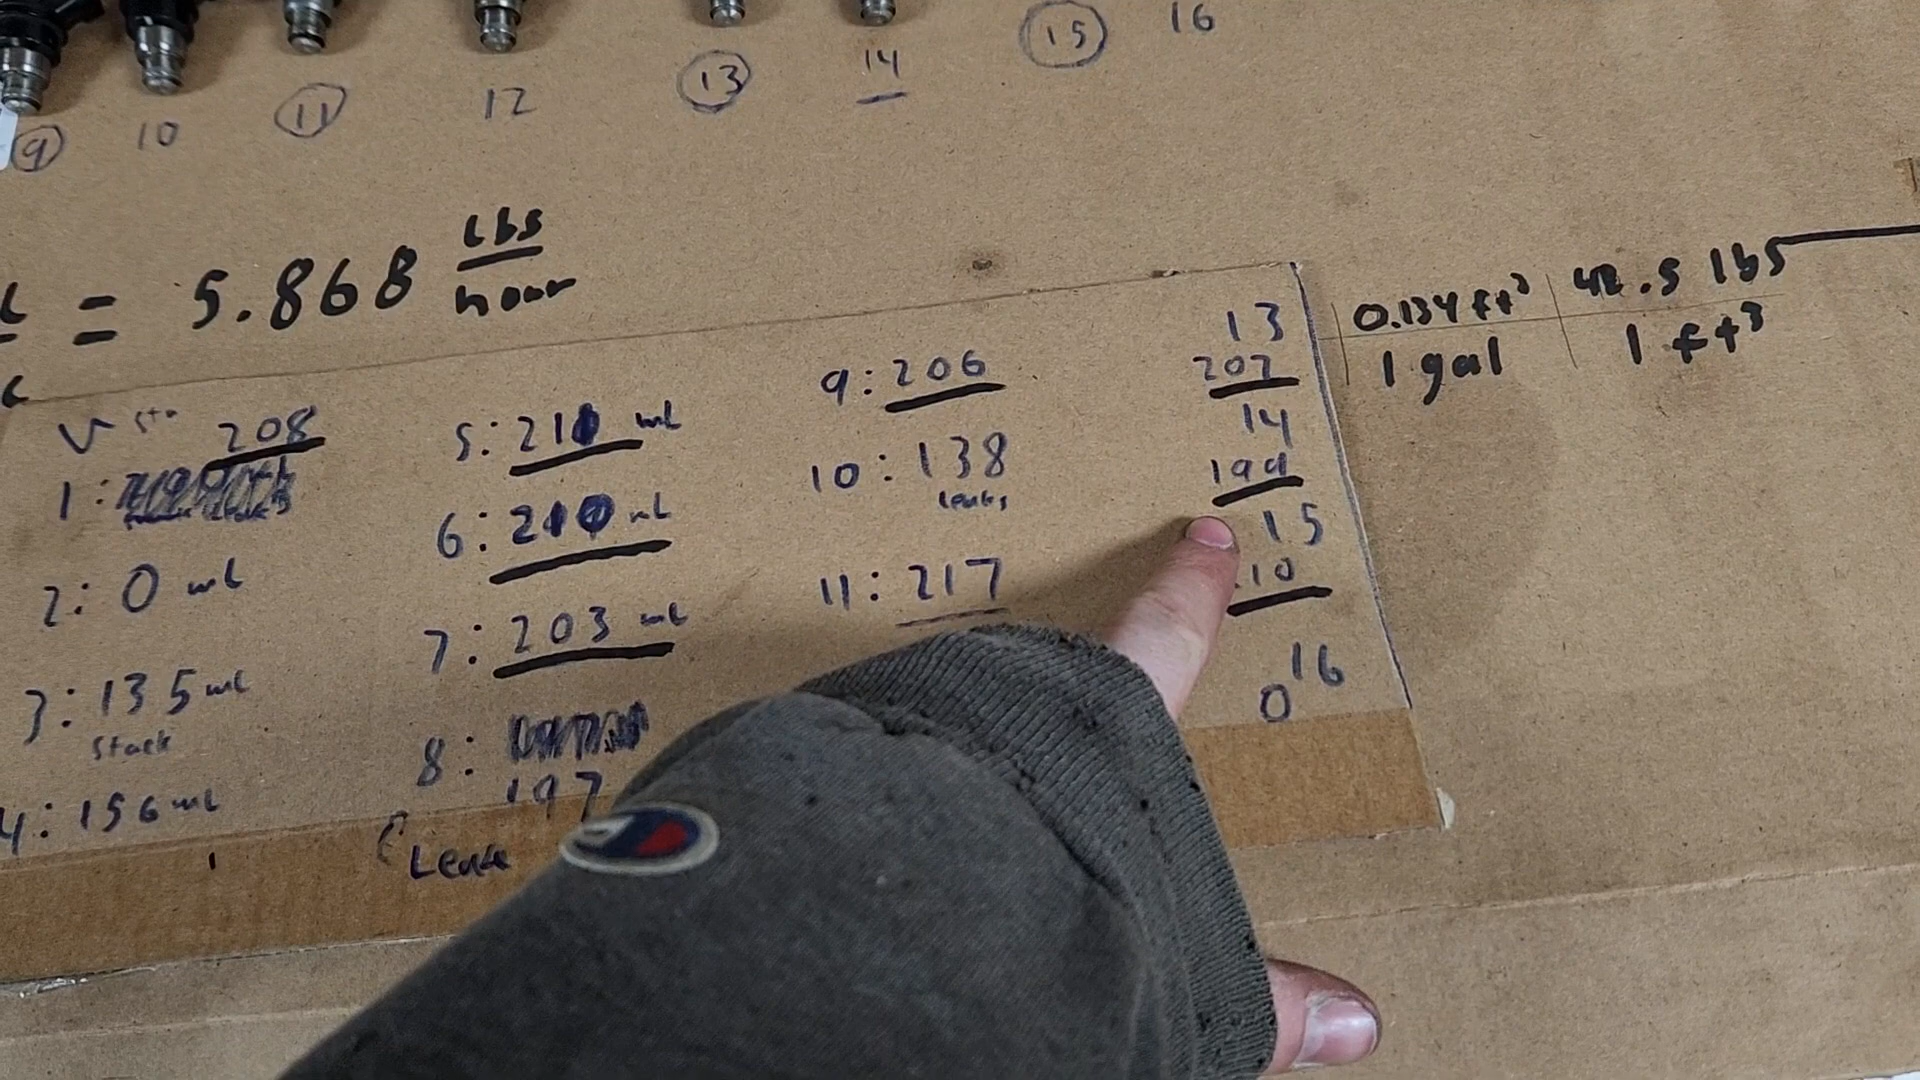 9 10 11 12 13 14 15 16
= 5.868 lbs
hour
0.134 ft³ 42.5 lbs
1 gal 1 ft³
208
1:
2: 0 mL
3: 135 mL
Stock
4: 156 mL
5: 210 mL
6: 210 mL
7: 203 mL
8:
197
Leaks
9: 206
10: 138
leaks
11: 217
13
207
14
199
15
10
16
0